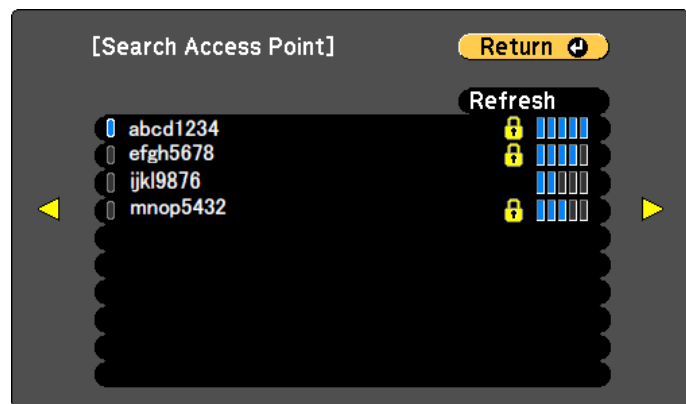 [Search Access Point]
Return
Refresh
abcd1234
efgh5678
ijkl9876
mnop5432